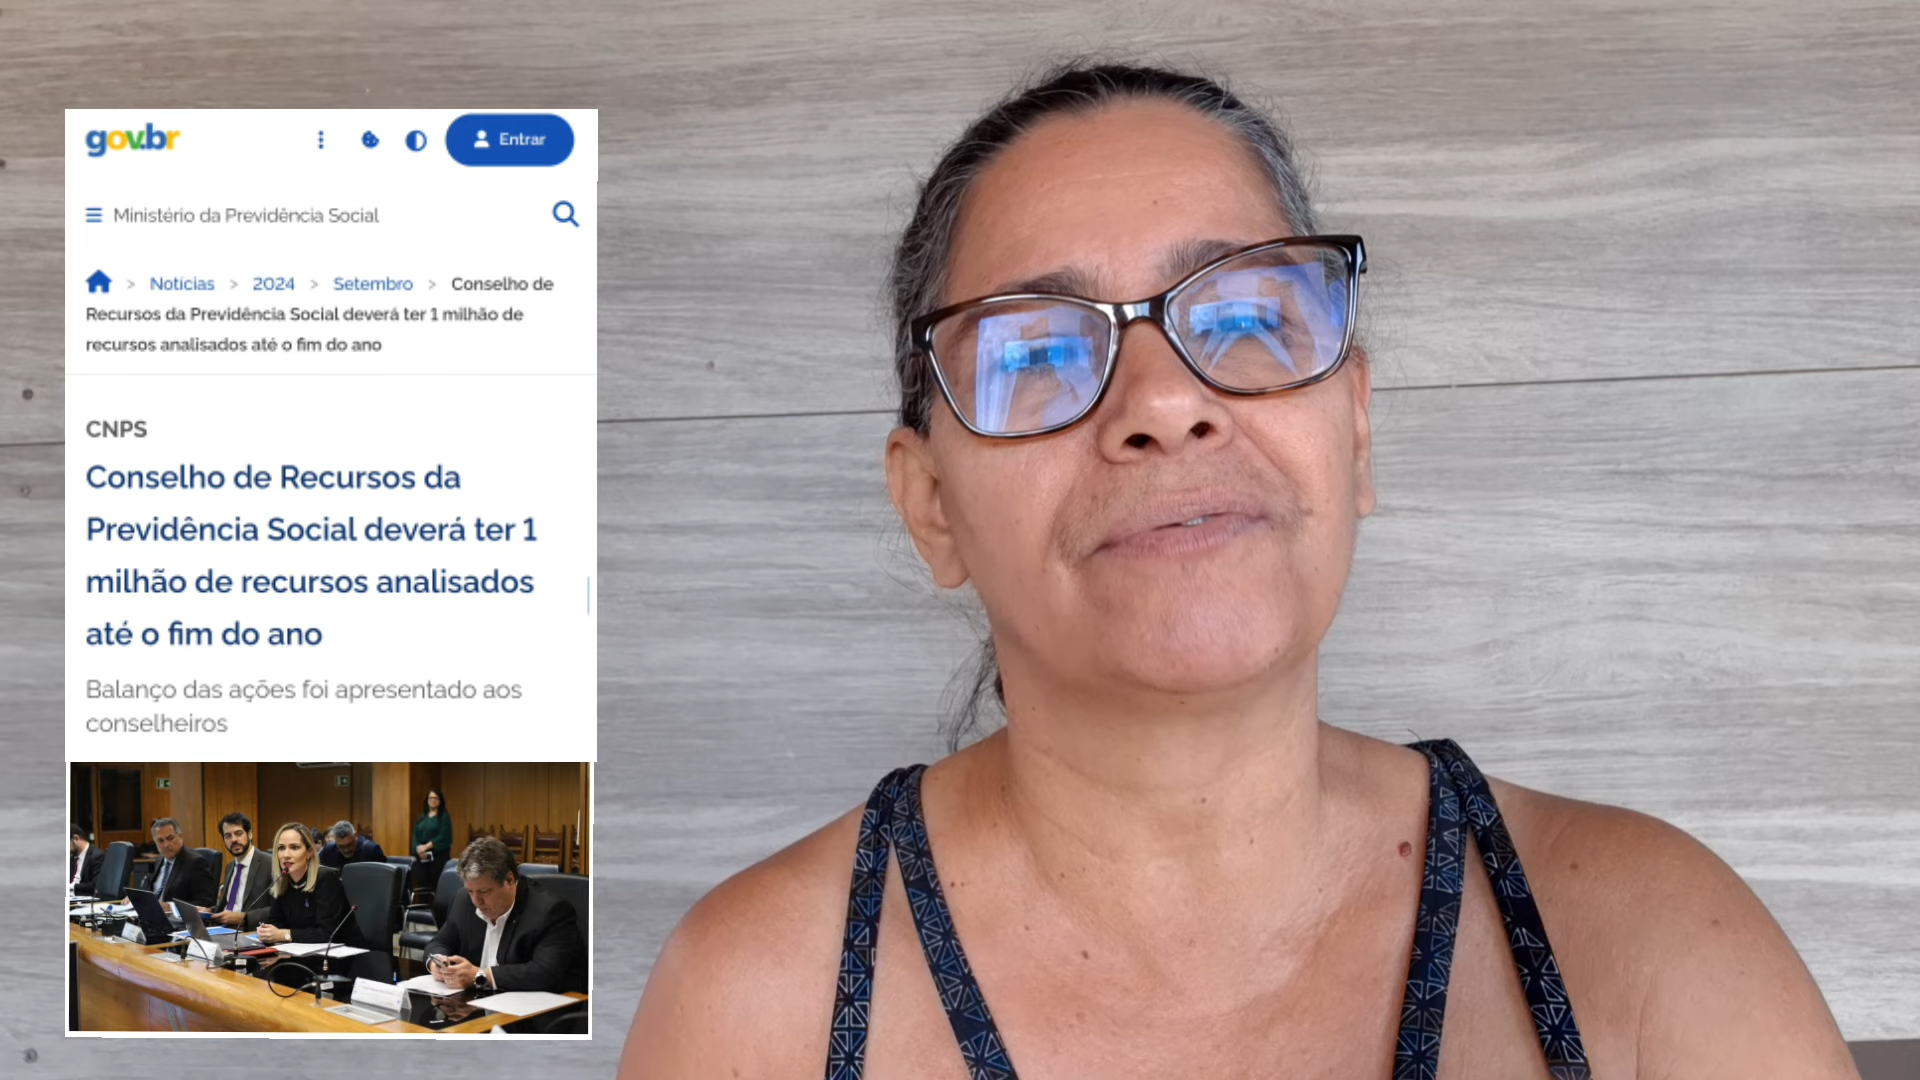 gov.br
Entrar
Ministério da Previdência Social
> Notícias > 2024 > Setembro > Conselho de
Recursos da Previdência Social deverá ter 1 milhão de
recursos analisados até o fim do ano
CNPS
Conselho de Recursos da
Previdência Social deverá ter 1
milhão de recursos analisados
até o fim do ano
Balanço das ações foi apresentado aos
conselheiros